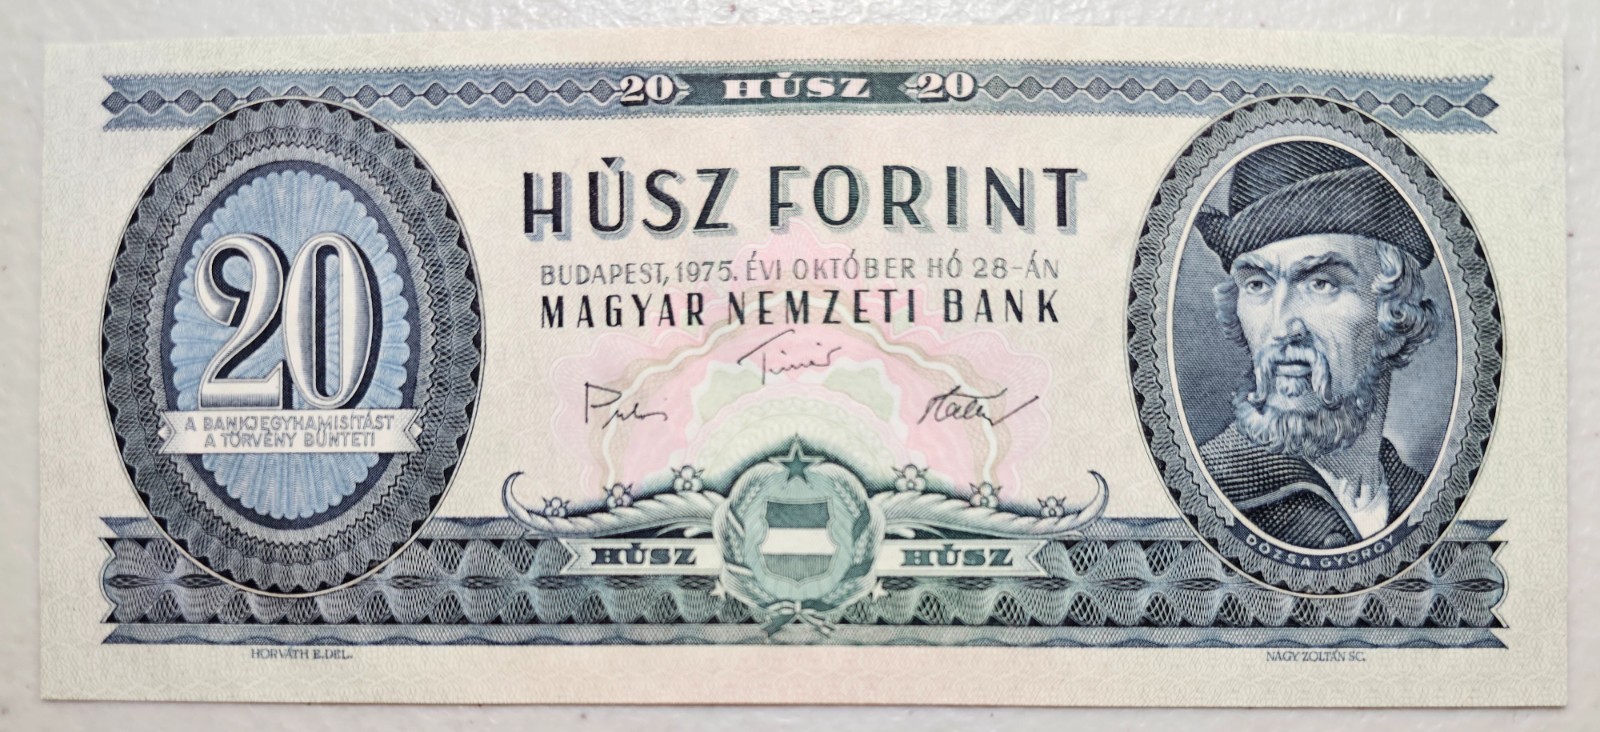 20 HÚSZ 20
HÚSZ FORINT
BUDAPEST, 1975. ÉVI OKTÓBER HÓ 28-ÁN
MAGYAR NEMZETI BANK
20
A BANKJEGYHAMISÍTÁST
A TÖRVÉNY BÜNTETI
HÚSZ HÚSZ
DÓZSA GYÖRGY
HORVÁTH E. DEL.
NAGY ZOLTÁN SC.